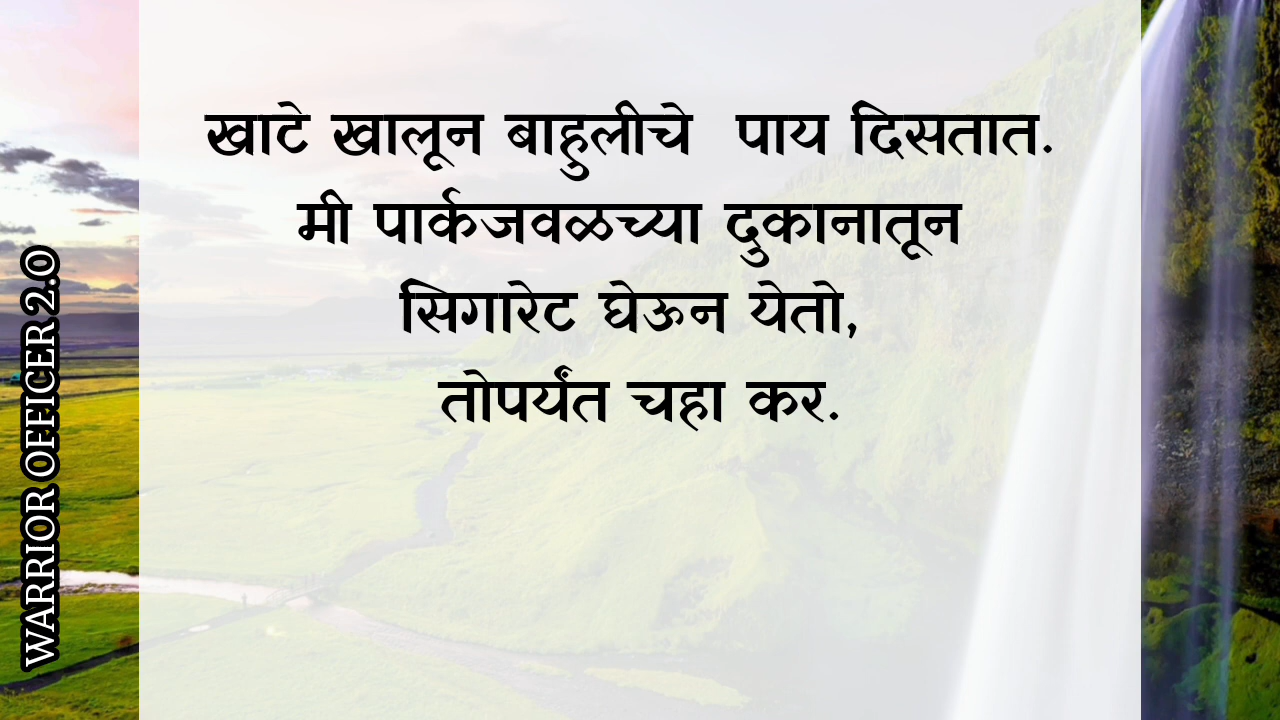 खाटे खालून बाहुलीचे पाय दिसतात.
मी पार्कजवळच्या दुकानातून
सिगारेट घेऊन येतो,
तोपर्यंत चहा कर.
WARRIOR OFFICER 2.0